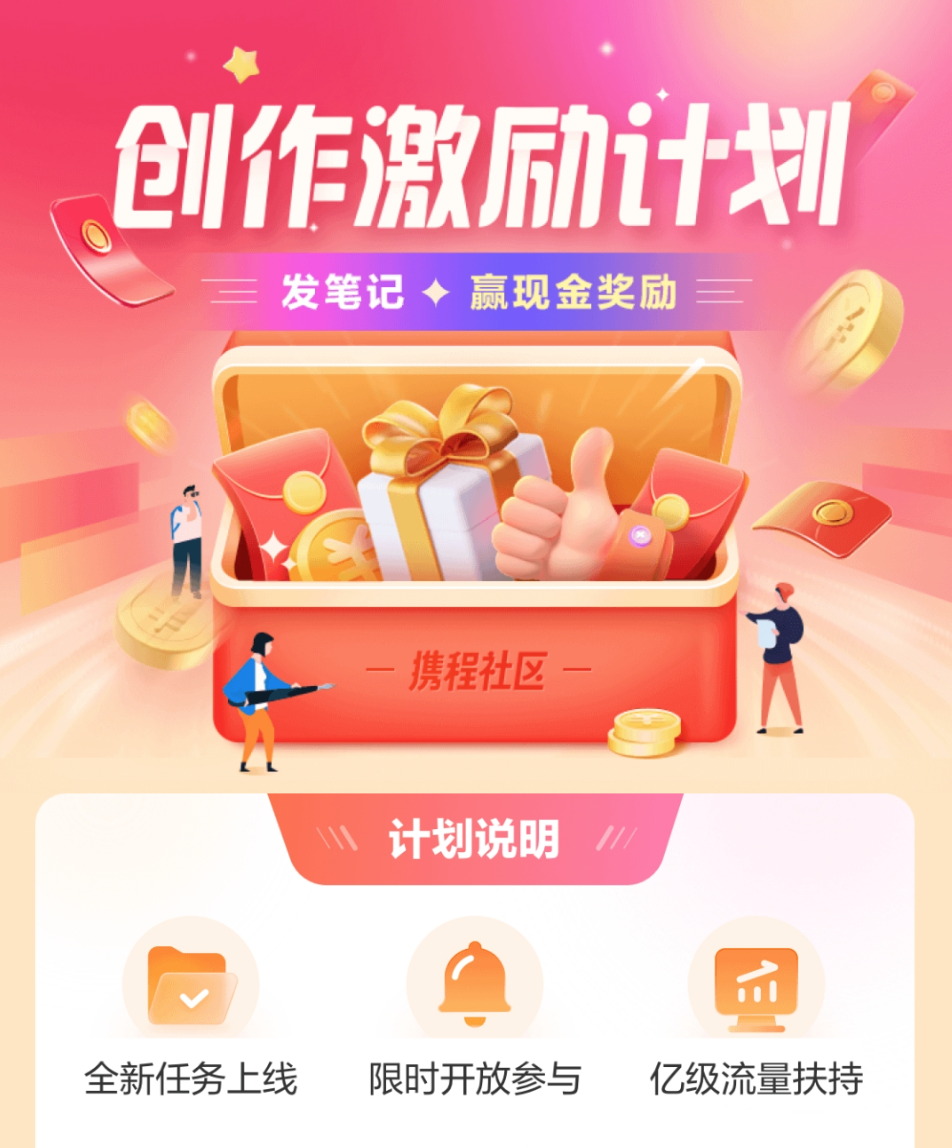 创作激励计划
发笔记 赢现金奖励
携程社区
计划说明
全新任务上线 限时开放参与 亿级流量扶持